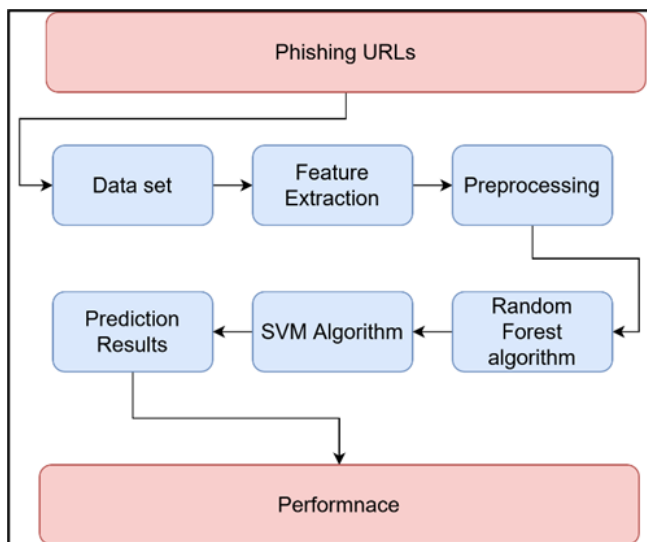 Phishing URLs
Data set
Feature
Extraction
Preprocessing
Random
Forest
algorithm
SVM Algorithm
Prediction
Results
Performnace